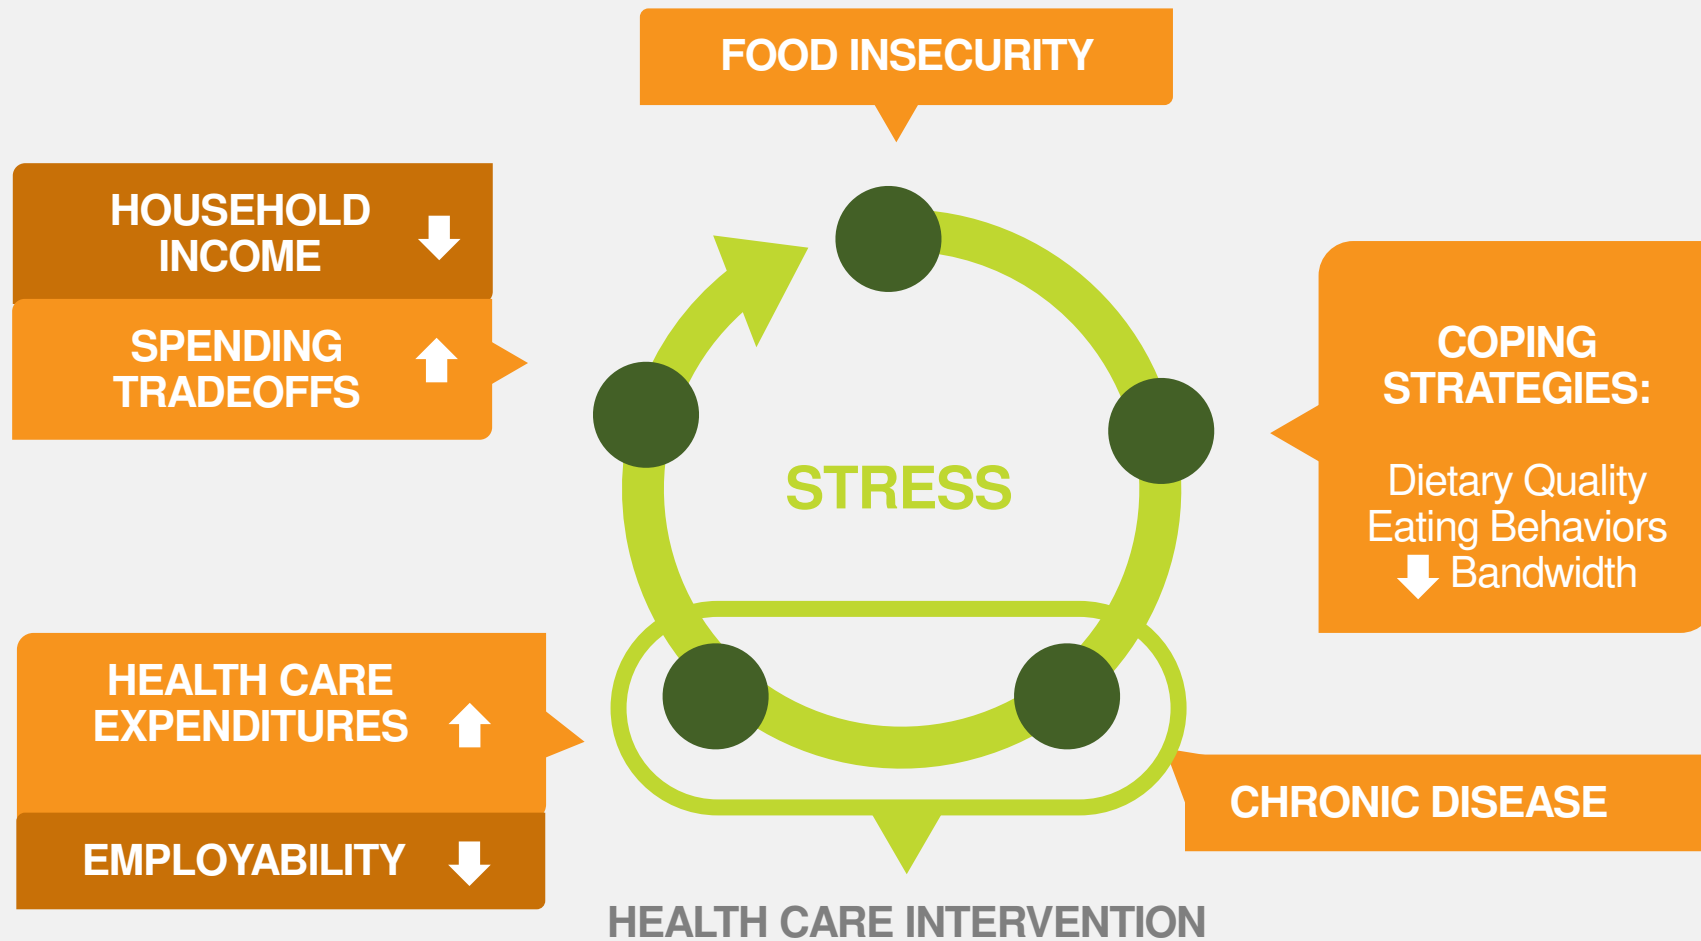 FOOD INSECURITY
HOUSEHOLD
INCOME
SPENDING
TRADEOFFS
COPING
STRATEGIES:
Dietary Quality
Eating Behaviors
Bandwidth
STRESS
HEALTH CARE
EXPENDITURES
EMPLOYABILITY
CHRONIC DISEASE
HEALTH CARE INTERVENTION